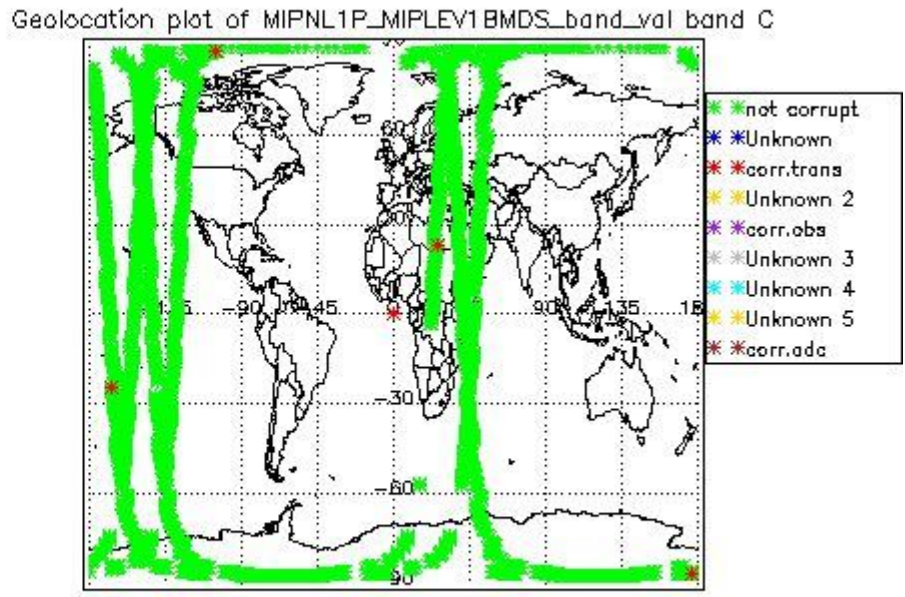 Geolocation plot of MIPNL1P_MIPLEV1BMDS_band_val band C
60
-90
-45
90
135
-30
-60
90
not corrupt
Unknown
corr.trans
Unknown 2
corr.obs
Unknown 3
Unknown 4
Unknown 5
corr.adc